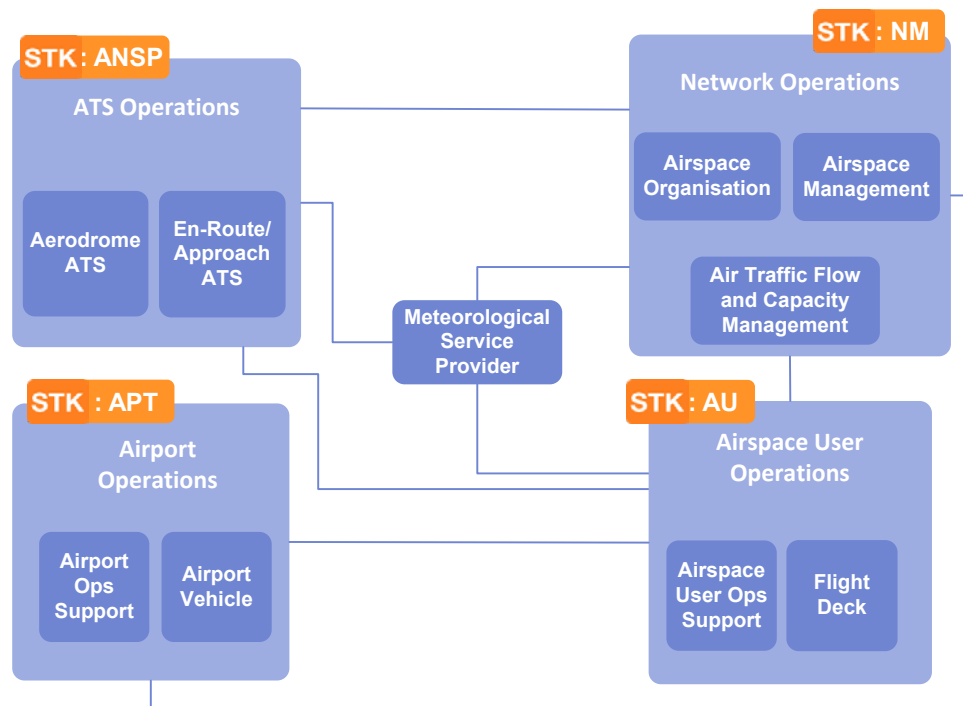 STK : ANSP
ATS Operations
Aerodrome
ATS
En-Route/
Approach
ATS
STK : NM
Network Operations
Airspace
Organisation
Airspace
Management
Air Traffic Flow
and Capacity
Management
Meteorological
Service
Provider
STK : APT
Airport
Operations
Airport
Ops
Support
Airport
Vehicle
STK : AU
Airspace User
Operations
Airspace
User Ops
Support
Flight
Deck